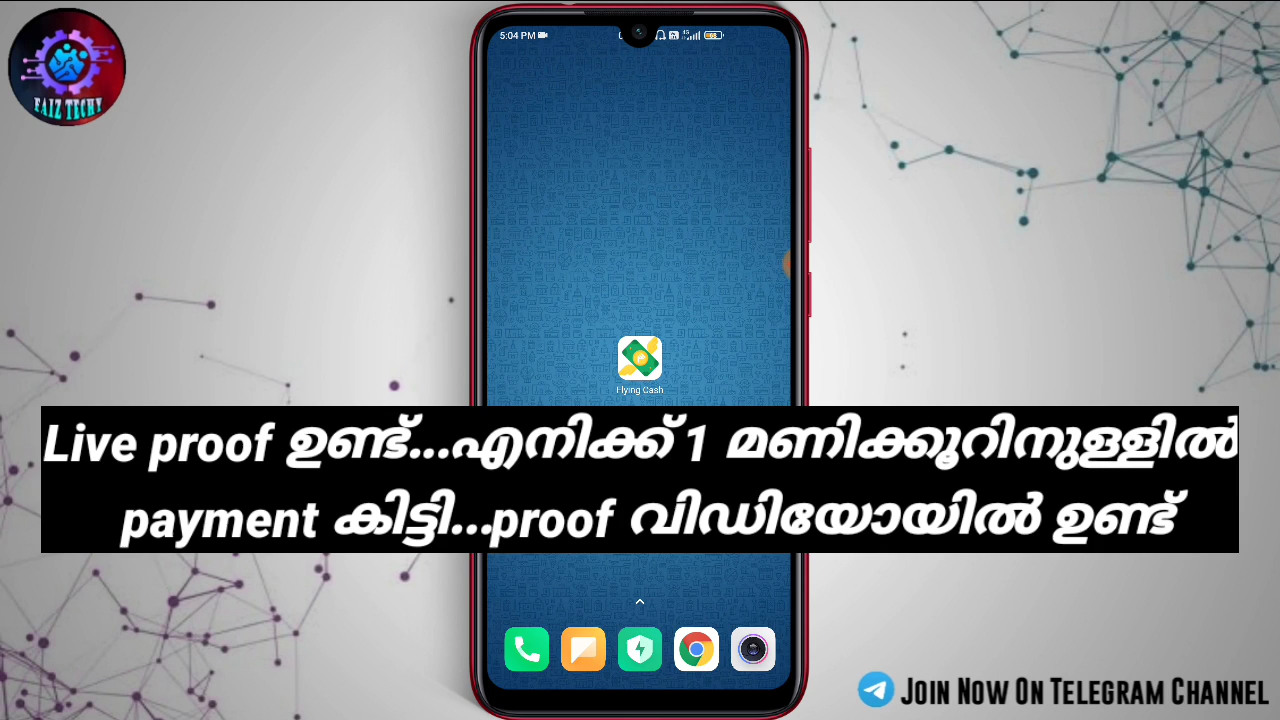 FAIZ TECHY
5:04 PM
4G
Flying Cash
Live proof ഉണ്ട്...എനിക്ക് 1 മണിക്കൂറിനുള്ളിൽ
payment കിട്ടി...proof വിഡിയോയിൽ ഉണ്ട്
JOIN NOW ON TELEGRAM CHANNEL